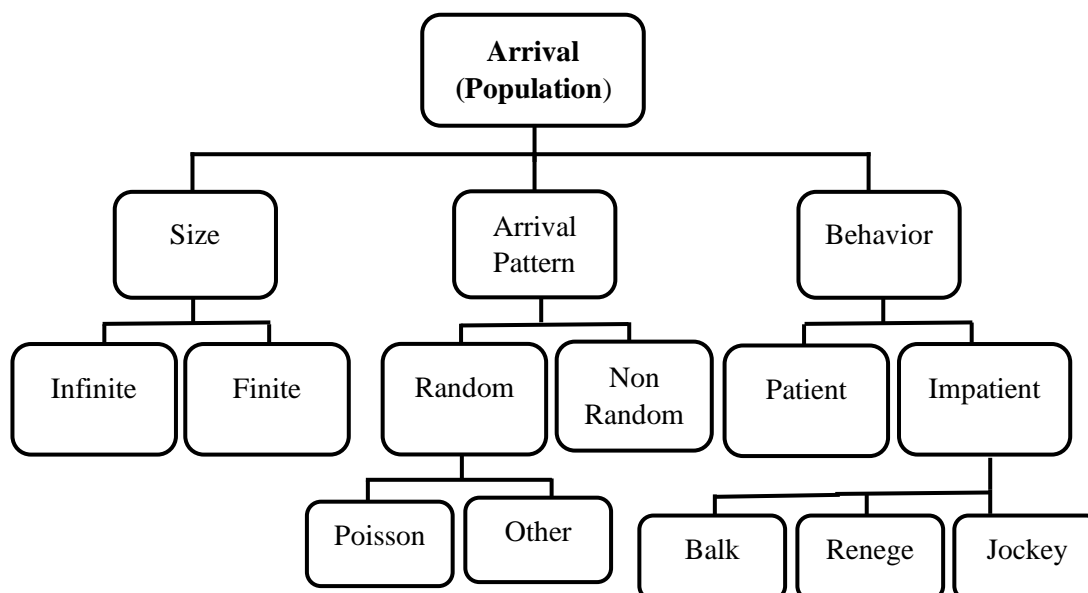 Arrival
(Population)
Size
Arrival
Pattern
Behavior
Infinite
Finite
Random
Non
Random
Patient
Impatient
Poisson
Other
Balk
Renege
Jockey